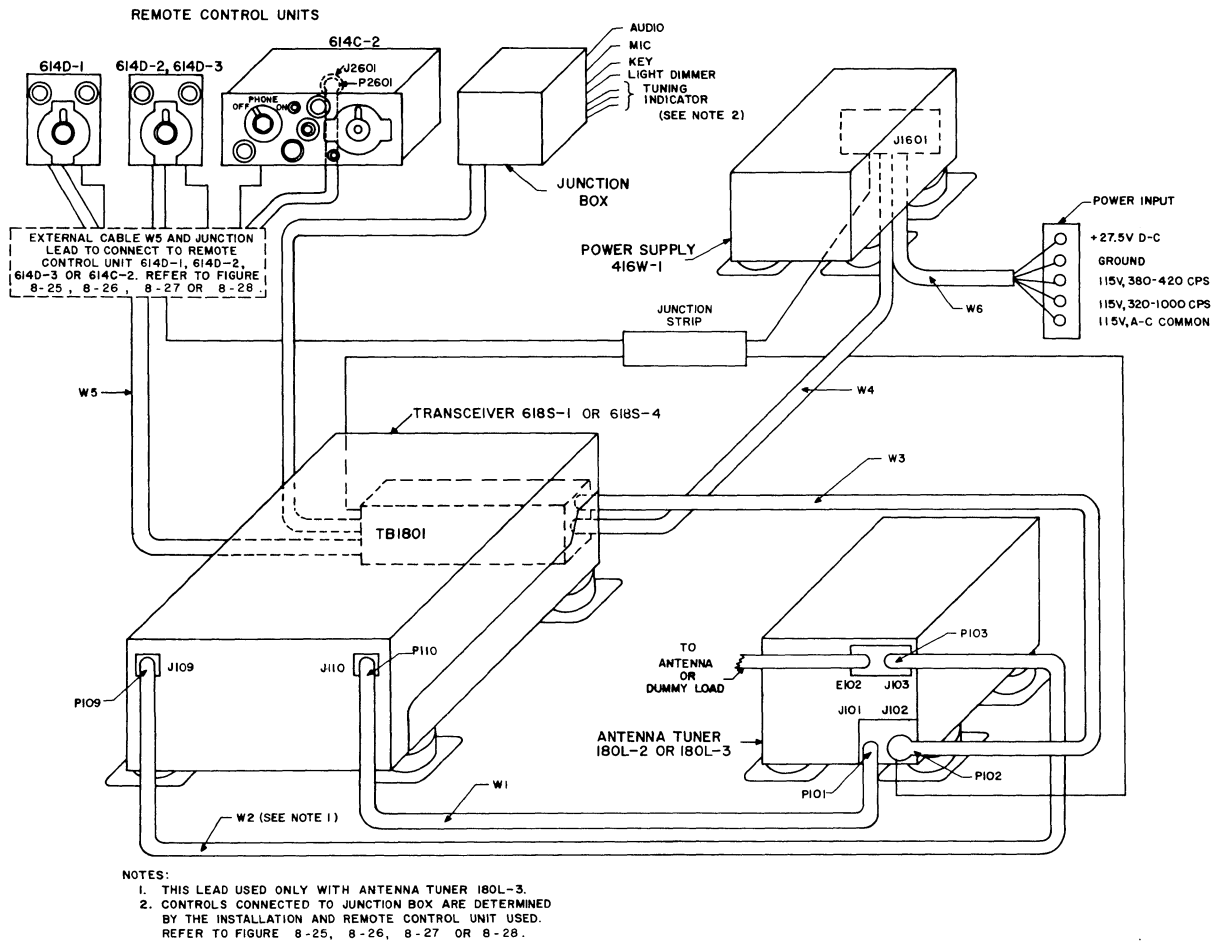 REMOTE CONTROL UNITS
614C-2
614D-1
614D-2, 614D-3
J2601
P2601
OFF
PHONE
ON
AUDIO
MIC
KEY
LIGHT DIMMER
TUNING
INDICATOR
(SEE NOTE 2)
JUNCTION
BOX
J1601
POWER INPUT
+27.5V D-C
GROUND
115V, 380-420 CPS
115V, 320-1000 CPS
115V, A-C COMMON
POWER SUPPLY
416W-1
W6
EXTERNAL CABLE W5 AND JUNCTION
LEAD TO CONNECT TO REMOTE
CONTROL UNIT 614D-1, 614D-2,
614D-3 OR 614C-2. REFER TO FIGURE
8-25, 8-26, 8-27 OR 8-28.
JUNCTION
STRIP
W5
W4
TRANSCEIVER 618S-1 OR 618S-4
W3
TB1801
J109
J110
P110
P109
TO
ANTENNA
OR
DUMMY LOAD
P103
E102
J103
J101
J102
ANTENNA TUNER
180L-2 OR 180L-3
P101
P102
W1
W2 (SEE NOTE 1)
NOTES:
1. THIS LEAD USED ONLY WITH ANTENNA TUNER 180L-3.
2. CONTROLS CONNECTED TO JUNCTION BOX ARE DETERMINED
BY THE INSTALLATION AND REMOTE CONTROL UNIT USED.
REFER TO FIGURE 8-25, 8-26, 8-27 OR 8-28.